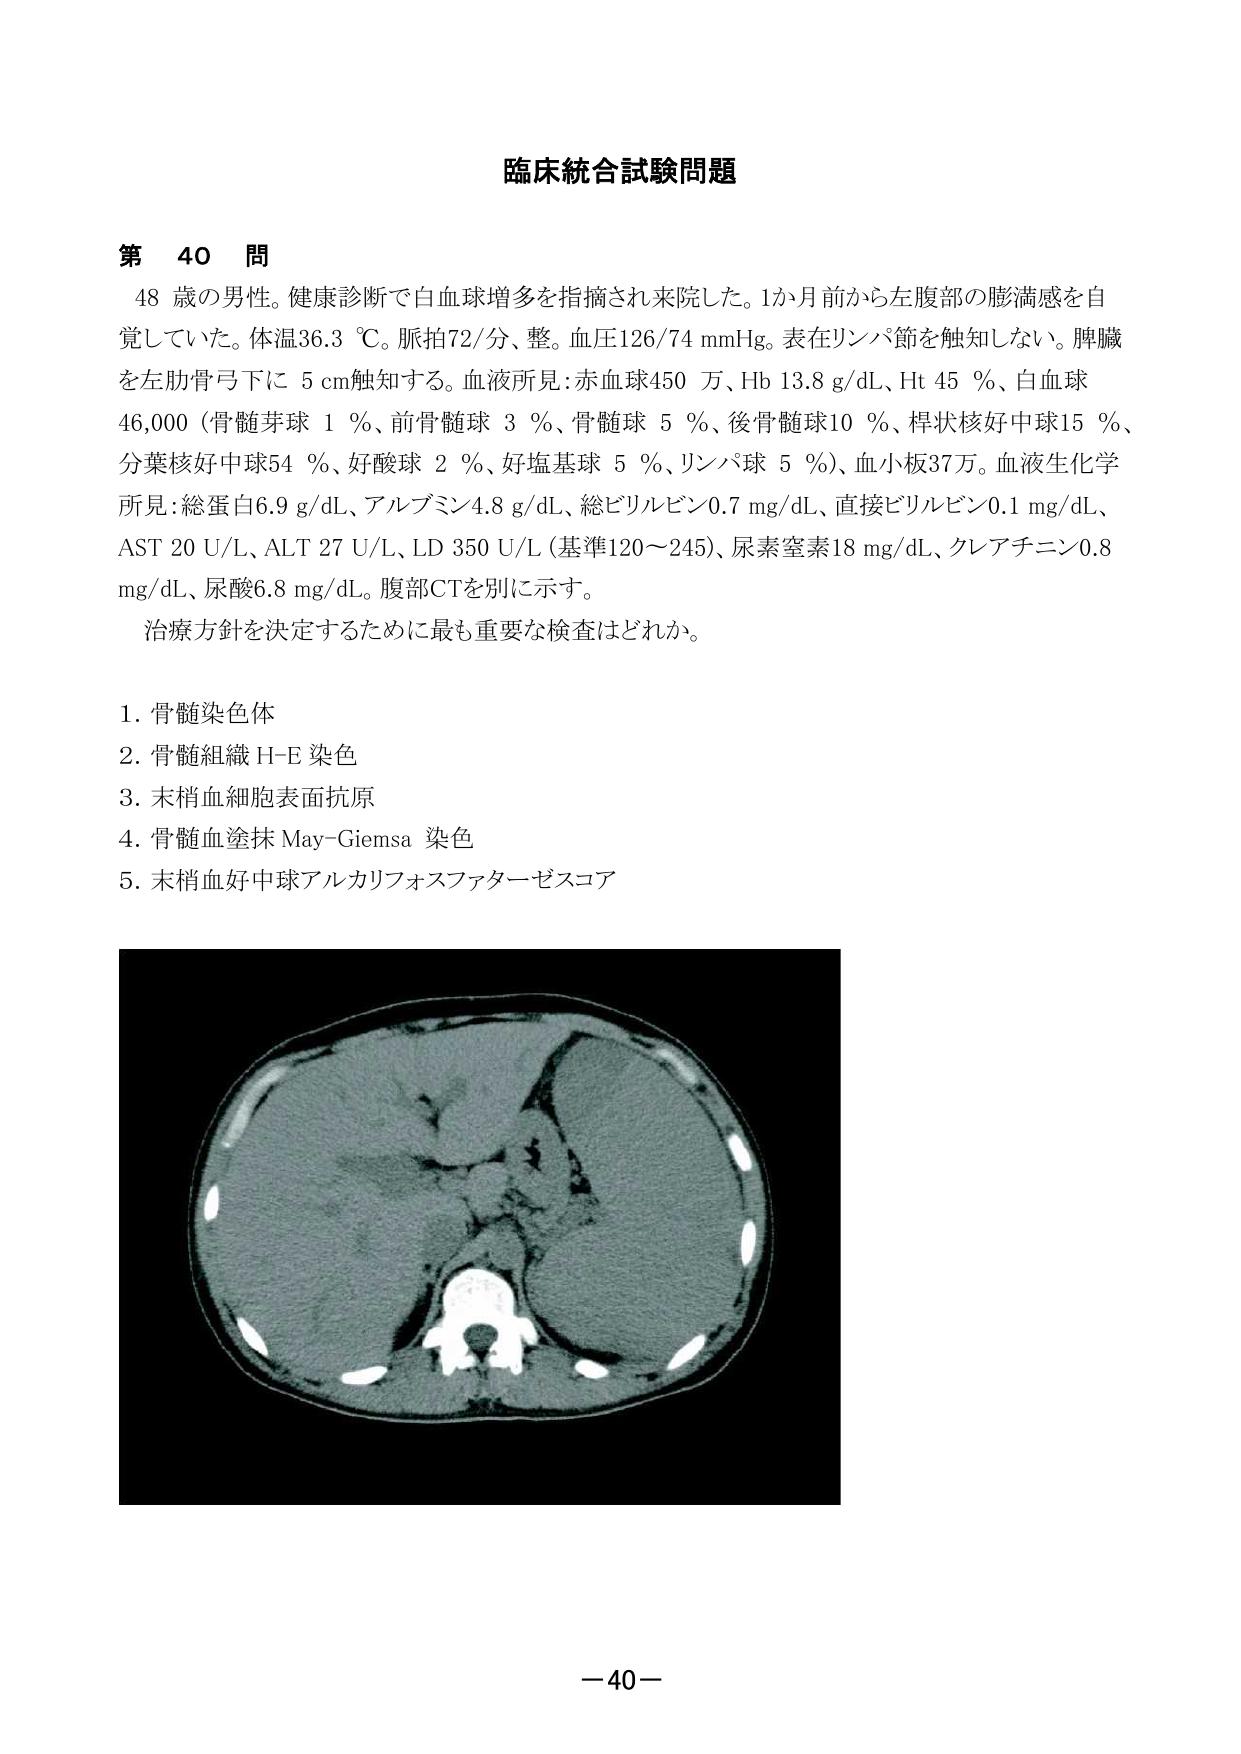 臨床統合試験問題
第 40 問
48 歳の男性。健康診断で白血球増多を指摘され来院した。1か月前から左腹部の膨満感を自
覚していた。体温36.3 ℃。脈拍72/分、整。血圧126/74 mmHg。表在リンパ節を触知しない。脾臓
を左肋骨弓下に 5 cm触知する。血液所見:赤血球450 万、Hb 13.8 g/dL、Ht 45 %、白血球
46,000 (骨髄芽球 1 %、前骨髄球 3 %、骨髄球 5 %、後骨髄球10 %、桿状核好中球15 %、
分葉核好中球54 %、好酸球 2 %、好塩基球 5 %、リンパ球 5 %)、血小板37万。血液生化学
所見:総蛋白6.9 g/dL、アルブミン4.8 g/dL、総ビリルビン0.7 mg/dL、直接ビリルビン0.1 mg/dL、
AST 20 U/L、ALT 27 U/L、LD 350 U/L (基準120～245)、尿素窒素18 mg/dL、クレアチニン0.8
mg/dL、尿酸6.8 mg/dL。腹部CTを別に示す。
治療方針を決定するために最も重要な検査はどれか。
1. 骨髄染色体
2. 骨髄組織 H-E 染色
3. 末梢血細胞表面抗原
4. 骨髄血塗抹 May-Giemsa 染色
5. 末梢血好中球アルカリフォスファターゼスコア
－40－